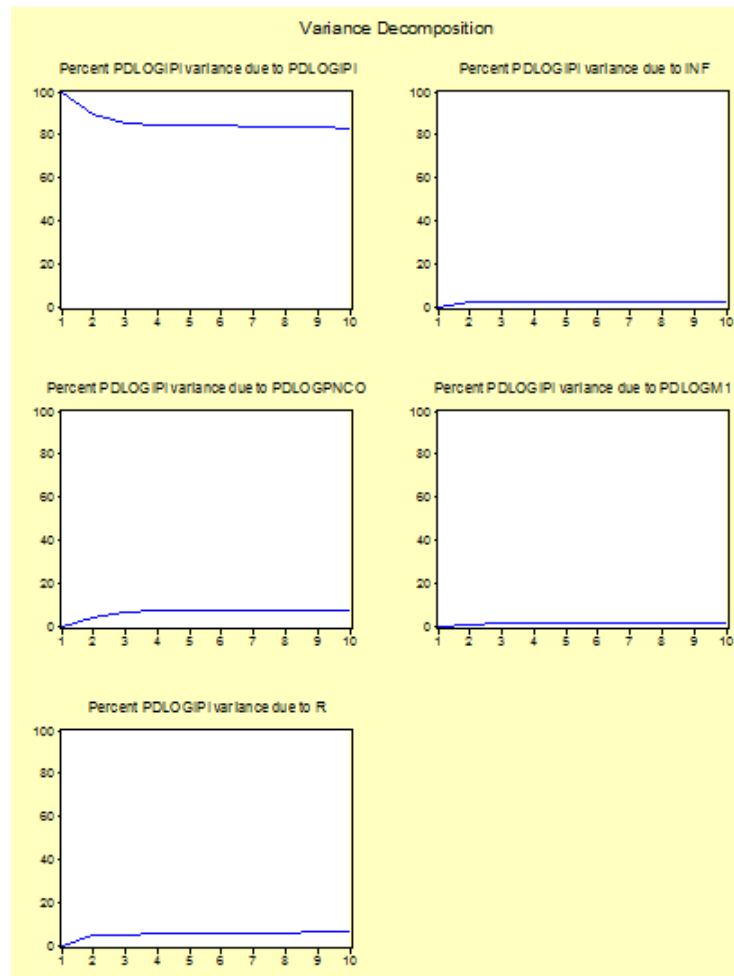 Variance Decomposition
Percent PDLOGIPI variance due to PDLOGIPI
100
80
60
40
20
0
1 2 3 4 5 6 7 8 9 10
Percent PDLOGIPI variance due to INF
100
80
60
40
20
0
1 2 3 4 5 6 7 8 9 10
Percent PDLOGIPI variance due to PDLOGPNCO
100
80
60
40
20
0
1 2 3 4 5 6 7 8 9 10
Percent PDLOGIPI variance due to PDLOGM1
100
80
60
40
20
0
1 2 3 4 5 6 7 8 9 10
Percent PDLOGIPI variance due to R
100
80
60
40
20
0
1 2 3 4 5 6 7 8 9 10